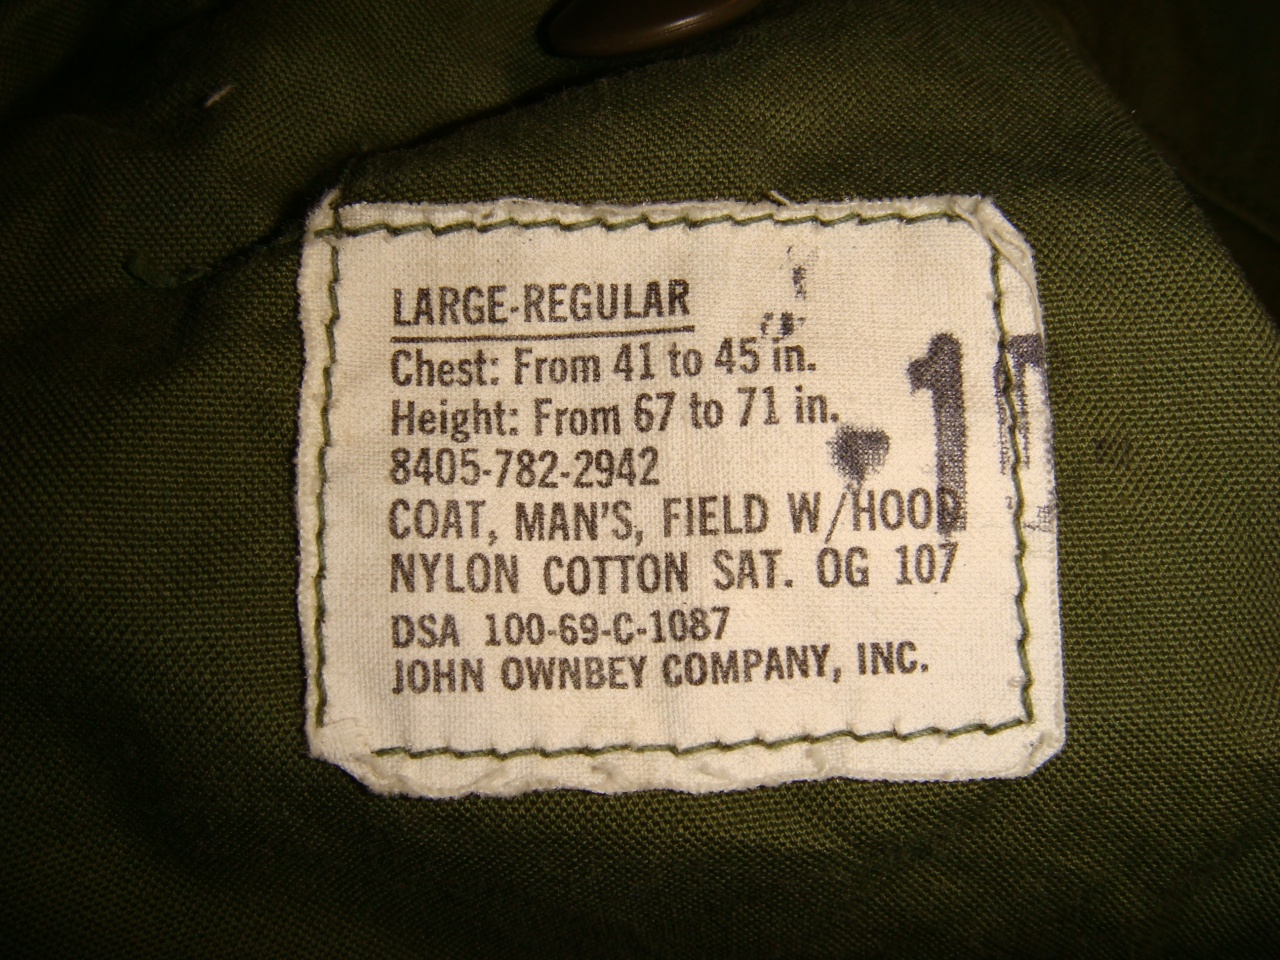 LARGE-REGULAR
Chest: From 41 to 45 in.
Height: From 67 to 71 in.
8405-782-2942
COAT, MAN'S, FIELD W/HOOD
NYLON COTTON SAT. OG 107
DSA 100-69-C-1087
JOHN OWNBEY COMPANY, INC.
1